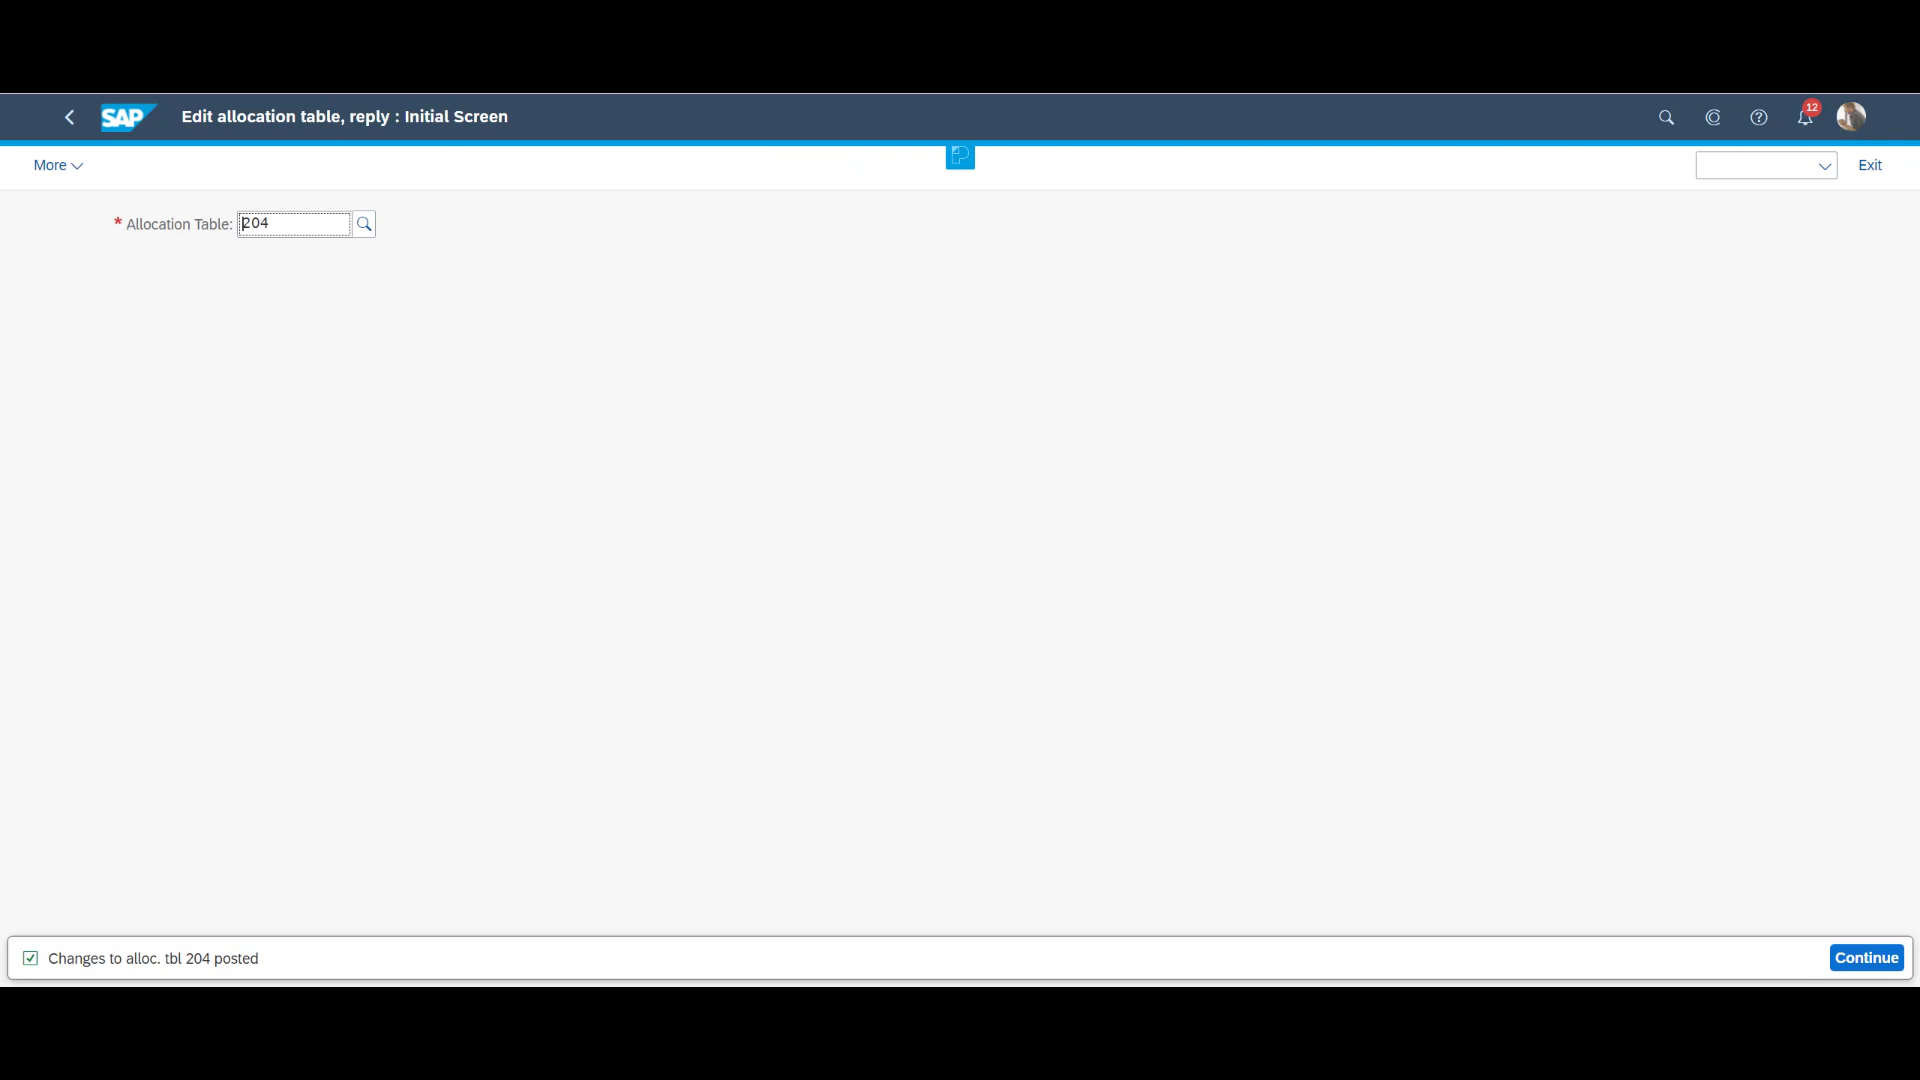 SAP Edit allocation table, reply : Initial Screen 12
More Exit
* Allocation Table: 204
Changes to alloc. tbl 204 posted Continue